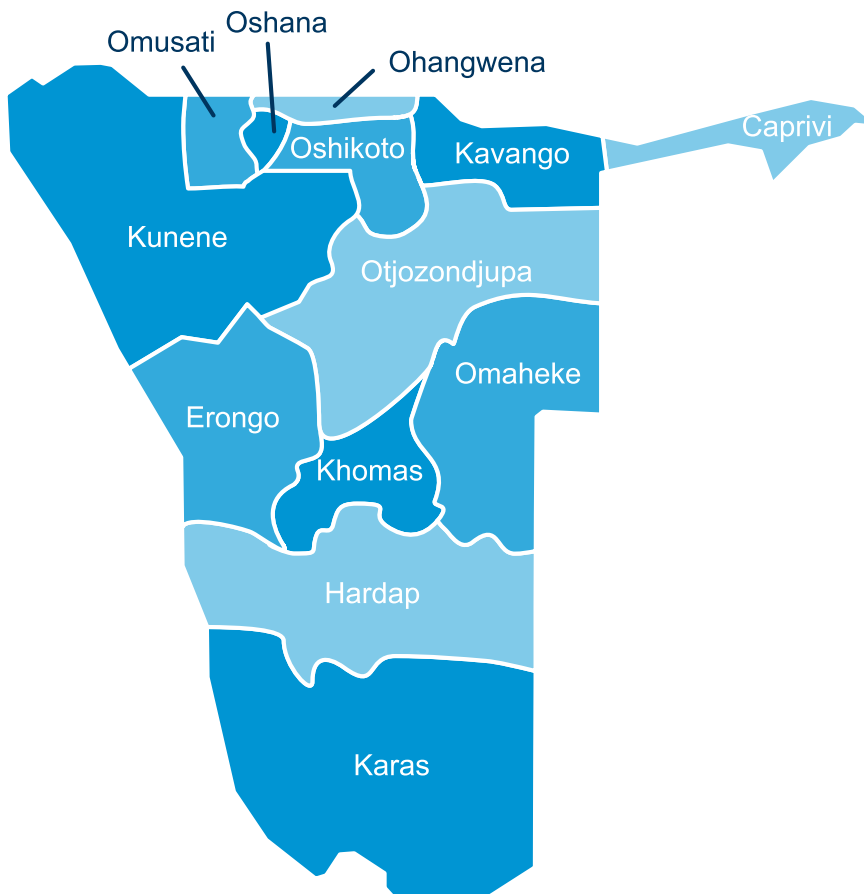 Oshana
Omusati
Ohangwena
Caprivi
Oshikoto
Kavango
Kunene
Otjozondjupa
Omaheke
Erongo
Khomas
Hardap
Karas